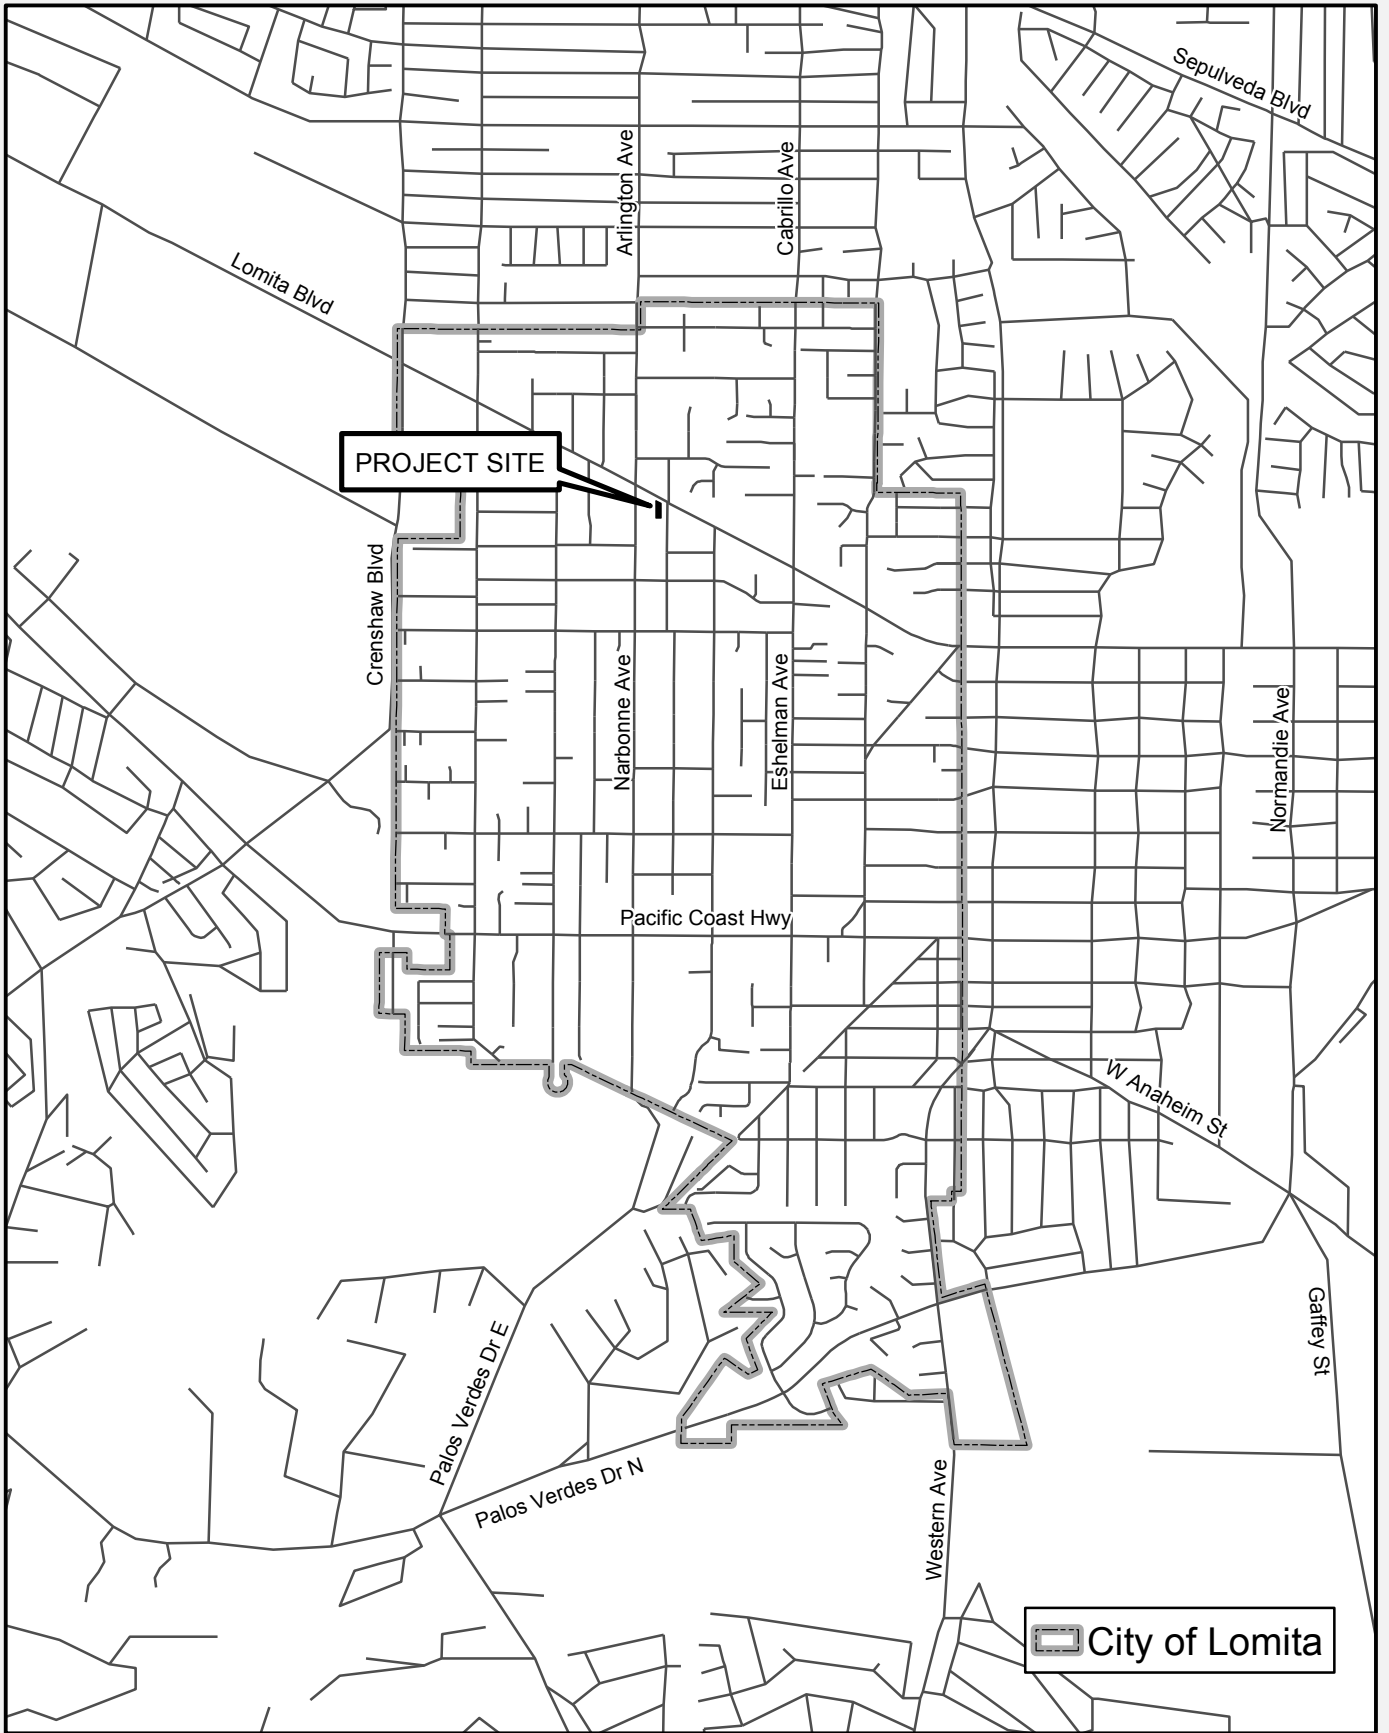 Sepulveda Blvd
Arlington Ave
Cabrillo Ave
Lomita Blvd
PROJECT SITE
Crenshaw Blvd
Narbonne Ave
Eshelman Ave
Normandie Ave
Pacific Coast Hwy
W Anaheim St
Gaffey St
Palos Verdes Dr E
Palos Verdes Dr N
Western Ave
City of Lomita